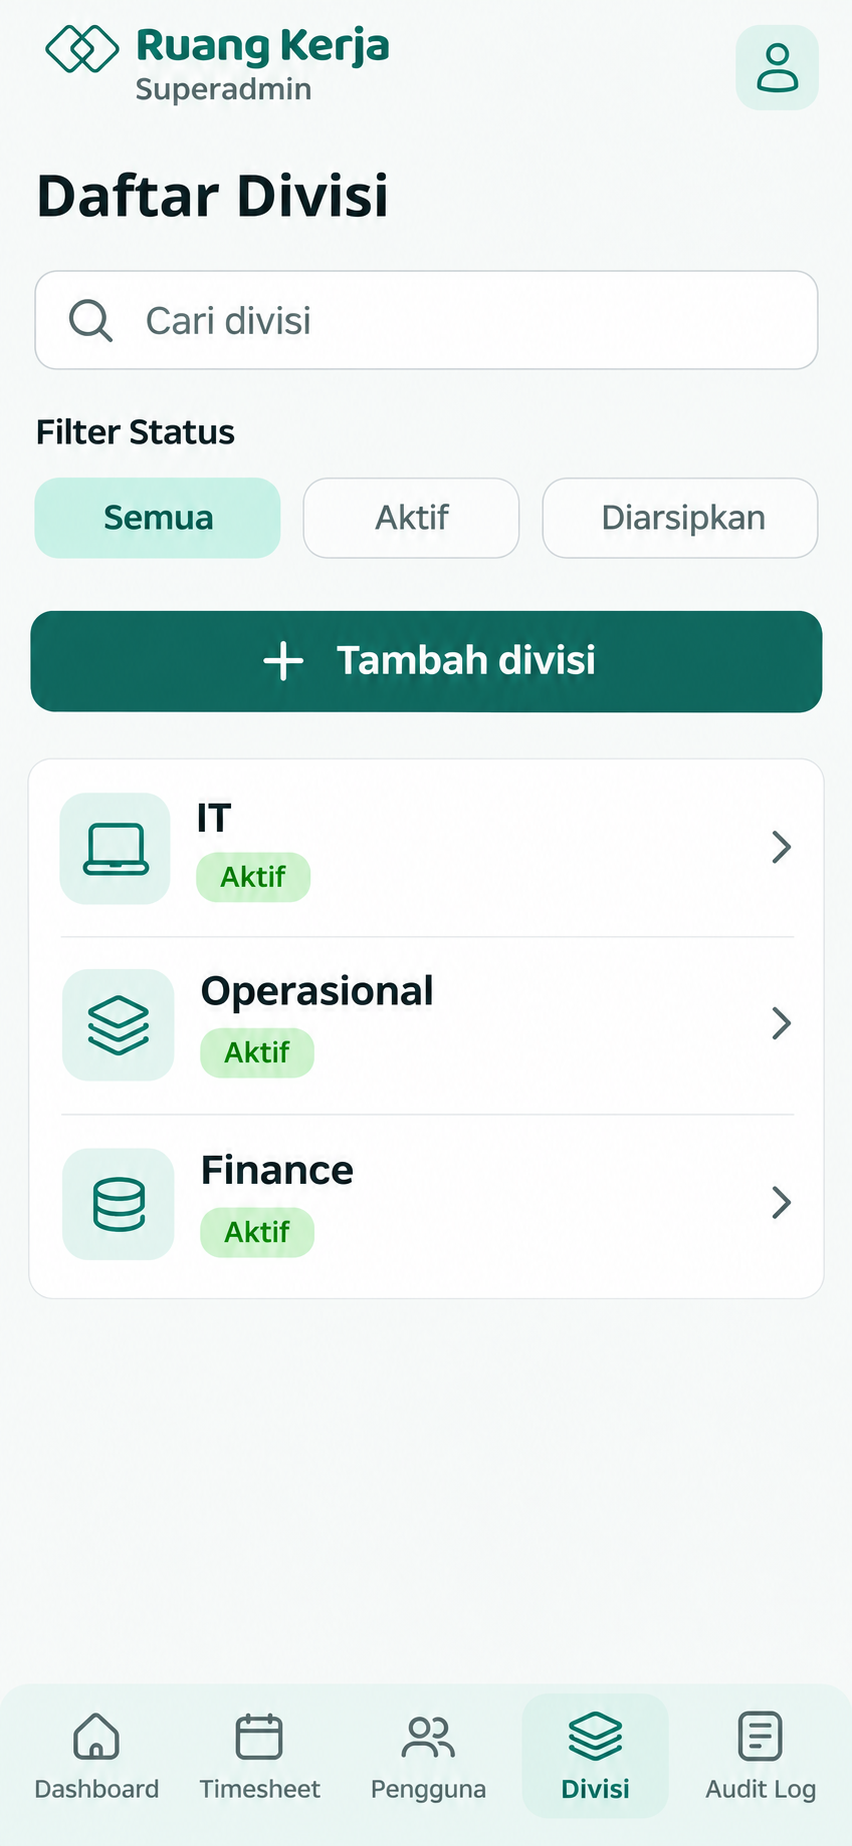 Ruang Kerja
Superadmin
Daftar Divisi
Cari divisi
Filter Status
Semua
Aktif
Diarsipkan
Tambah divisi
IT
Aktif
Operasional
Aktif
Finance
Aktif
Dashboard
Timesheet
Pengguna
Divisi
Audit Log